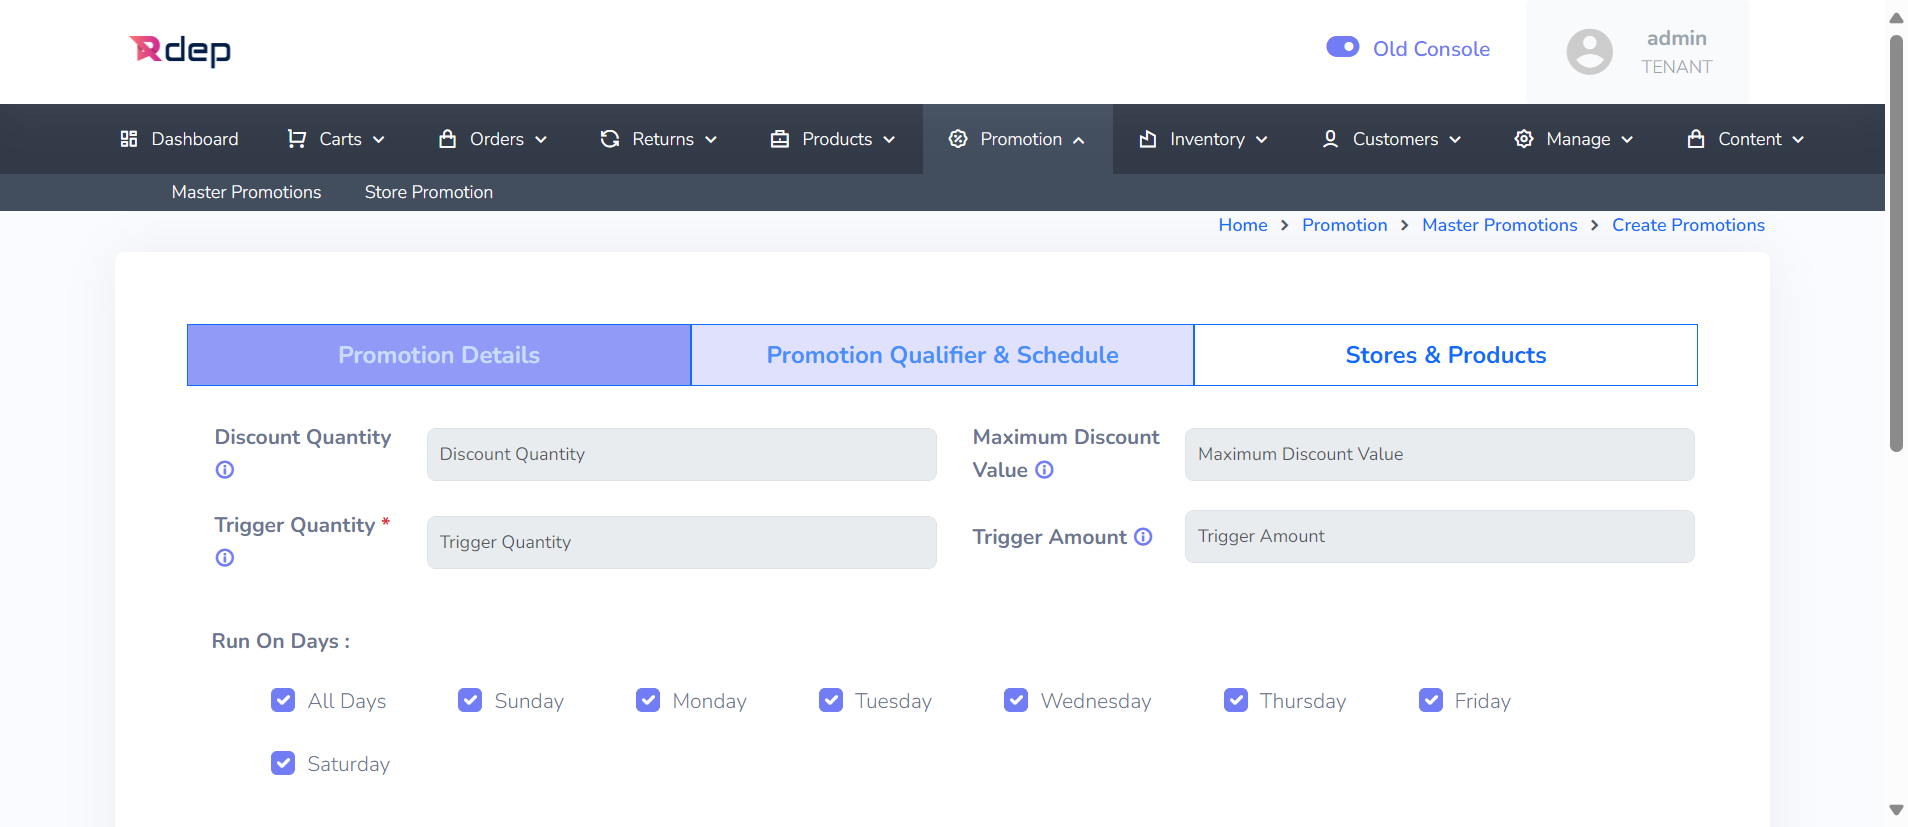 Rdep
Old Console
admin
TENANT
Dashboard Carts Orders Returns Products Promotion Inventory Customers Manage Content
Master Promotions Store Promotion
Home > Promotion > Master Promotions > Create Promotions
Promotion Details Promotion Qualifier & Schedule Stores & Products
Discount Quantity
Discount Quantity
Maximum Discount
Value
Maximum Discount Value
Trigger Quantity *
Trigger Quantity
Trigger Amount
Trigger Amount
Run On Days :
All Days Sunday Monday Tuesday Wednesday Thursday Friday
Saturday